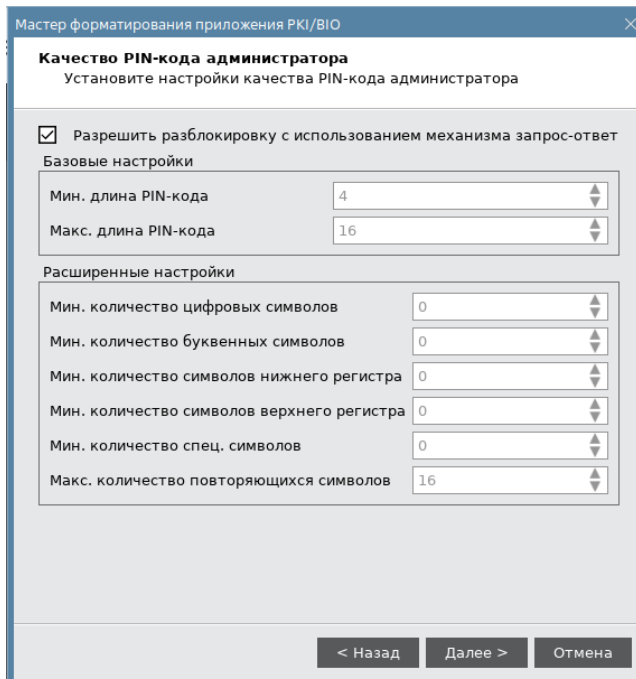 Мастер форматирования приложения PKI/BIO
Качество PIN-кода администратора
Установите настройки качества PIN-кода администратора
Разрешить разблокировку с использованием механизма запрос-ответ
Базовые настройки
Мин. длина PIN-кода 4
Макс. длина PIN-кода 16
Расширенные настройки
Мин. количество цифровых символов 0
Мин. количество буквенных символов 0
Мин. количество символов нижнего регистра 0
Мин. количество символов верхнего регистра 0
Мин. количество спец. символов 0
Макс. количество повторяющихся символов 16
< Назад Далее > Отмена